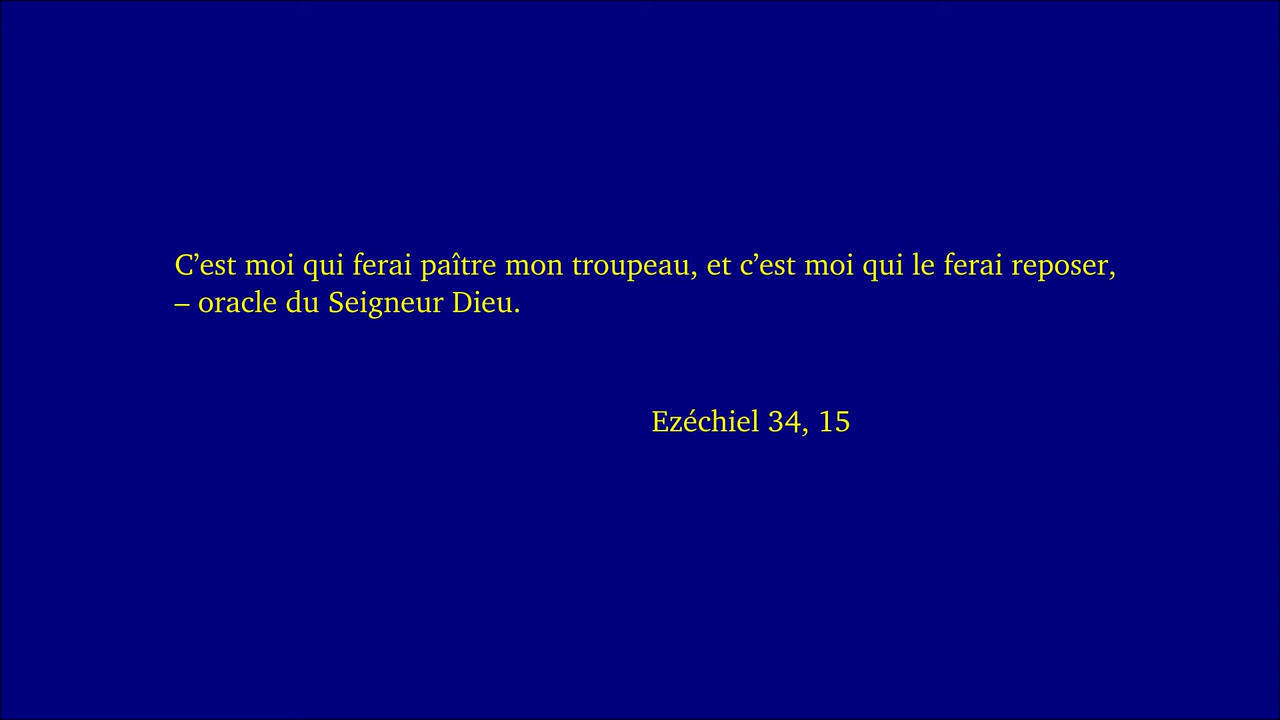 C’est moi qui ferai paître mon troupeau, et c’est moi qui le ferai reposer,
– oracle du Seigneur Dieu.
Ezéchiel 34, 15